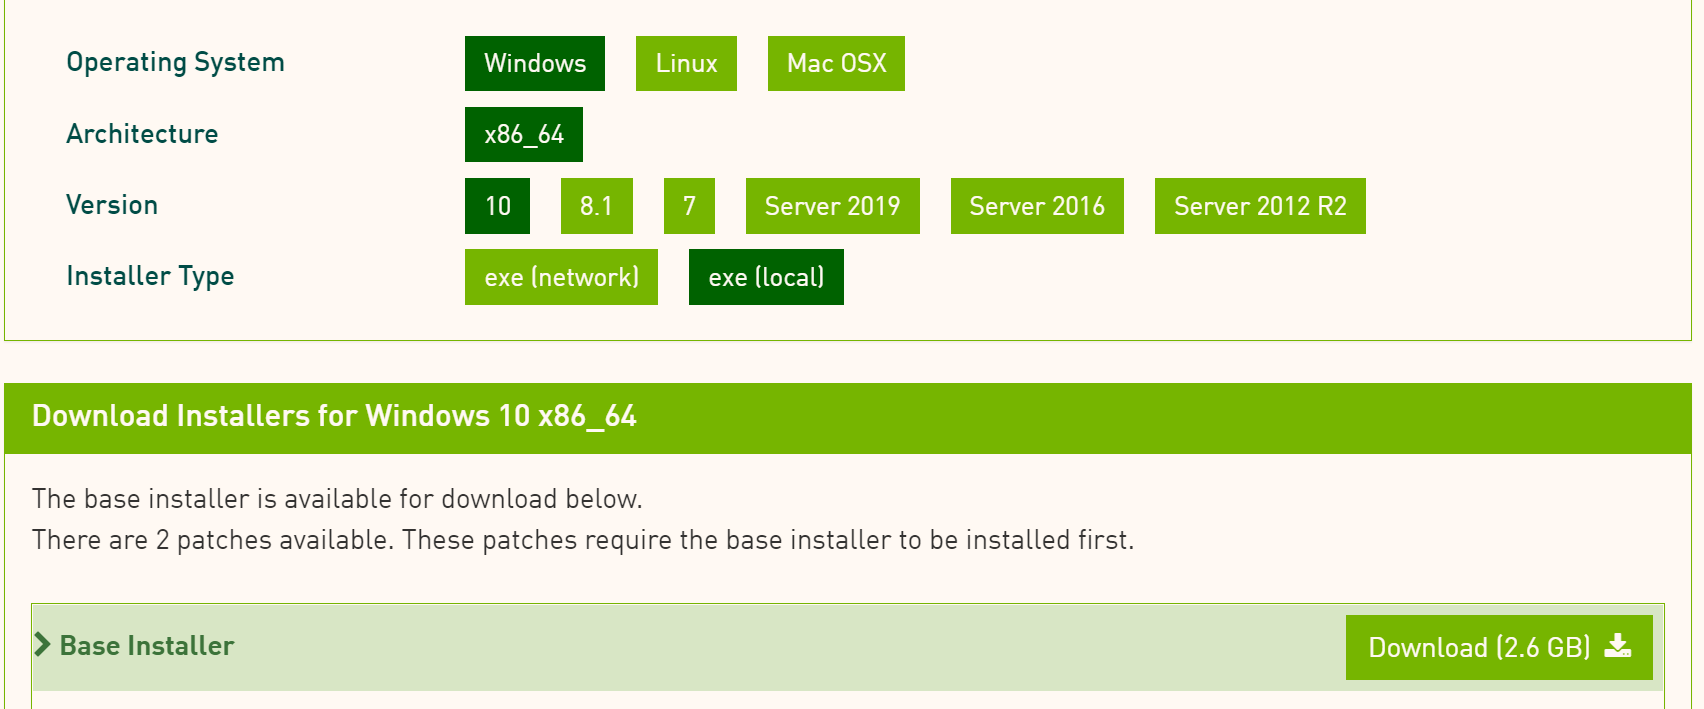 Operating System Windows Linux Mac OSX
Architecture x86_64
Version 10 8.1 7 Server 2019 Server 2016 Server 2012 R2
Installer Type exe (network) exe (local)
Download Installers for Windows 10 x86_64
The base installer is available for download below.
There are 2 patches available. These patches require the base installer to be installed first.
Base Installer Download (2.6 GB)